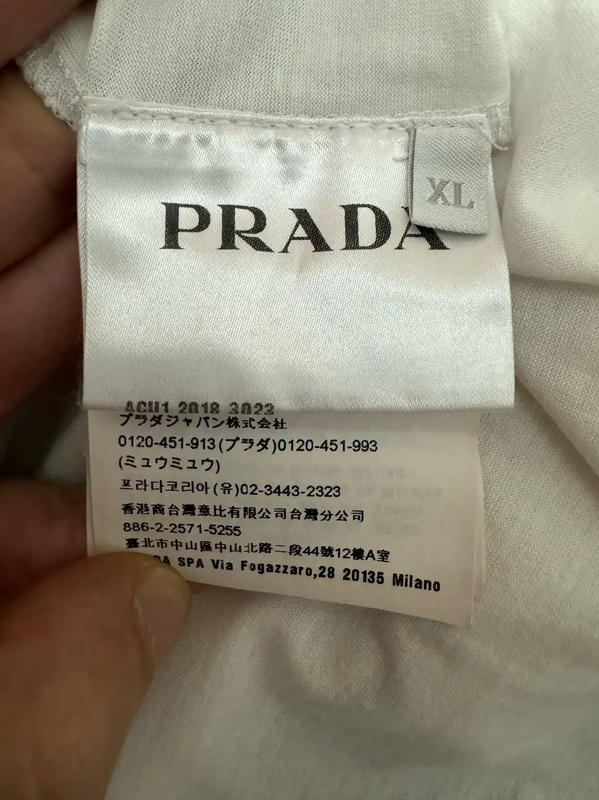 PRADA
XL
ACU1 2018 3023
プラダジャパン株式会社
0120-451-913(プラダ)0120-451-993
(ミュウミュウ)
프라다코리아(유)02-3443-2323
香港商台灣意比有限公司台灣分公司
886-2-2571-5255
臺北市中山區中山北路二段44號12樓A室
SPA Via Fogazzaro,28 20135 Milano